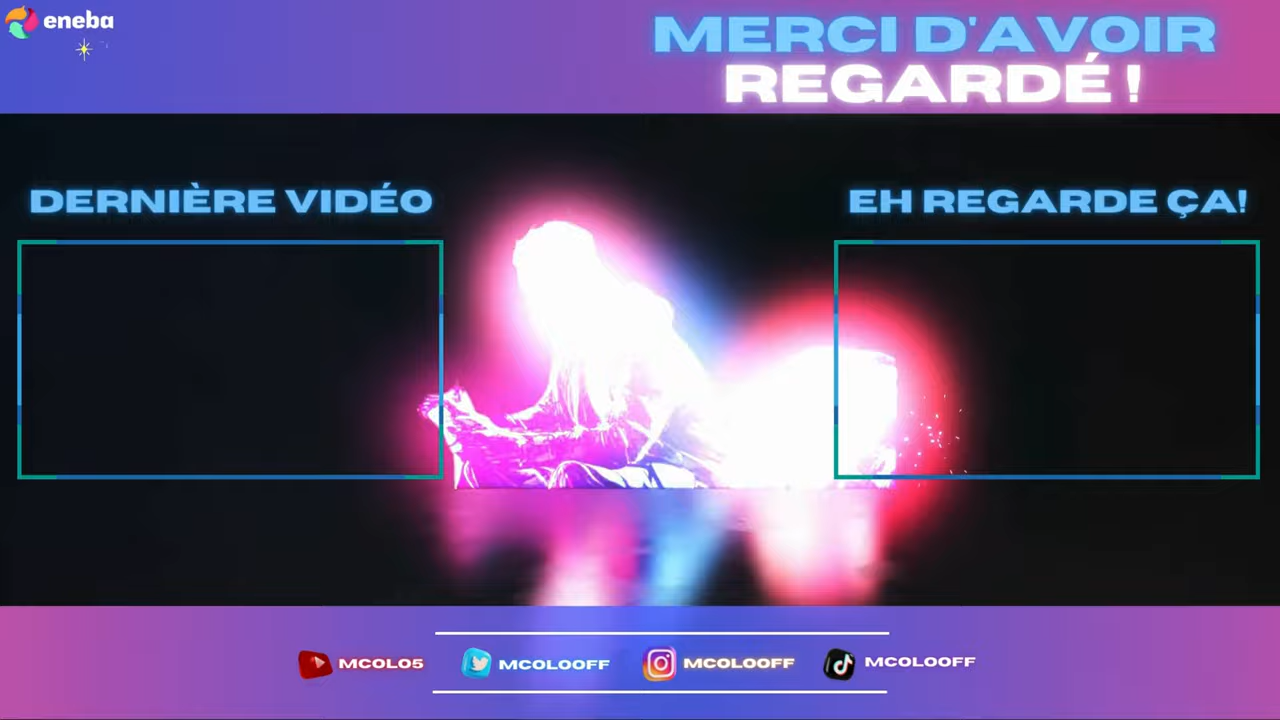 eneba
MERCI D'AVOIR
REGARDÉ !
DERNIÈRE VIDÉO
EH REGARDE ÇA!
MCOLO5
MCOLOOFF
MCOLOOFF
MCOLOOFF